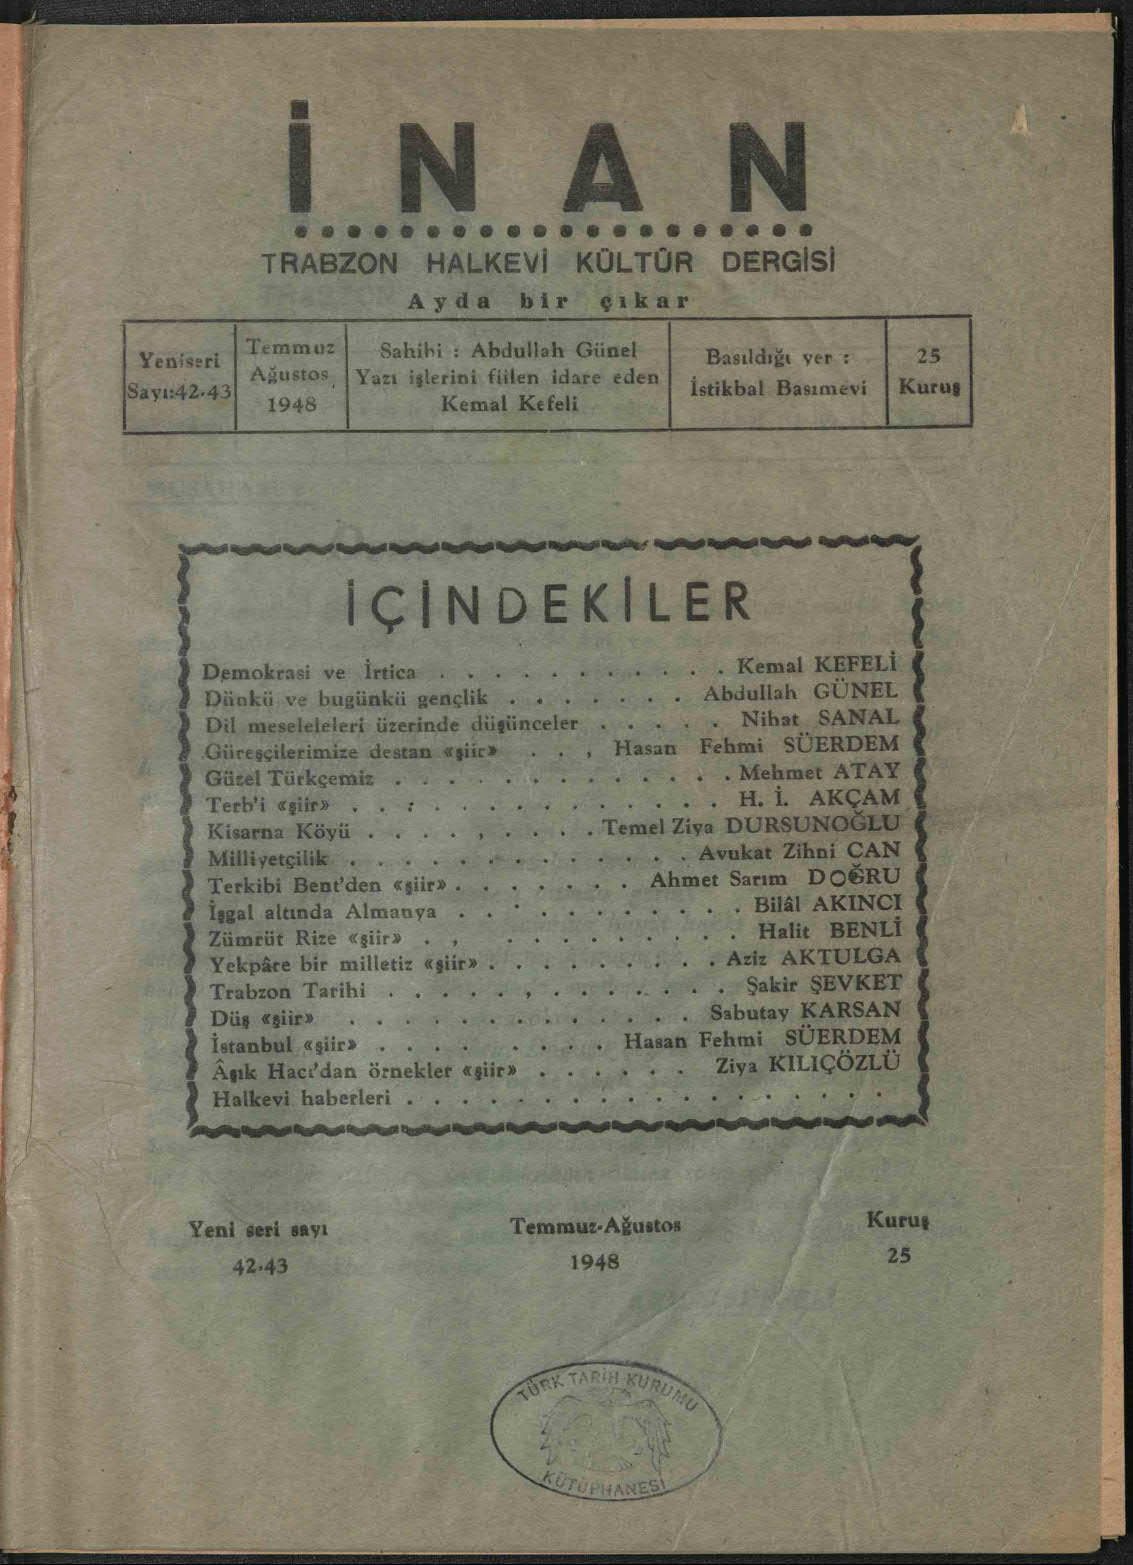 İNAN
TRABZON HALKEVİ KÜLTÜR DERGİSİ
Ayda bir çıkar
Yeniseri
Sayı:42-43
Temmuz
Ağustos
1948
Sahibi : Abdullah Günel
Yazı işlerini fiilen idare eden
Kemal Kefeli
Basıldığı yer :
İstikbal Basımevi
25
Kuruş
İÇİNDEKİLER
Demokrasi ve İrtica . . . . . . . . . . . Kemal KEFELİ
Dünkü ve bugünkü gençlik . . . . . . . Abdullah GÜNEL
Dil meseleleleri üzerinde düşünceler . . . . . Nihat SANAL
Güreşçilerimize destan «şiir» . . , Hasan Fehmi SÜERDEM
Güzel Türkçemiz . . . . . . . . . . . . . Mehmet ATAY
Terb'i «şiir» . . . . . . . . . . . . . . H. İ. AKÇAM
Kisarna Köyü . . . . , . . . . Temel Ziya DURSUNOĞLU
Milliyetçilik . . . . . . . . . . . . . Avukat Zihni CAN
Terkibi Bent'den «şiir» . . . . . . . Ahmet Sarım DOĞRU
İşgal altında Almanya . . . . . . . . . . . Bilâl AKINCI
Zümrüt Rize «şiir» . , . . . . . . . . . Halit BENLİ
Yekpâre bir milletiz «şiir» . . . . . . . . . Aziz AKTULGA
Trabzon Tarihi . . . . . , . . . . . . . Şakir ŞEVKET
Düş «şiir» . . . . . . . . . . . . . Sabutay KARSAN
İstanbul «şiir» . . . . . . . . Hasan Fehmi SÜERDEM
Âşık Hacı'dan örnekler «şiir» . . . . . . Ziya KILIÇÖZLÜ
Halkevi haberleri . . . . . . . . . . . . . . . . . .
Yeni seri sayı
42-43
Temmuz-Ağustos
1948
Kuruş
25
TÜRK TARİH KURUMU
KÜTÜPHANESİ